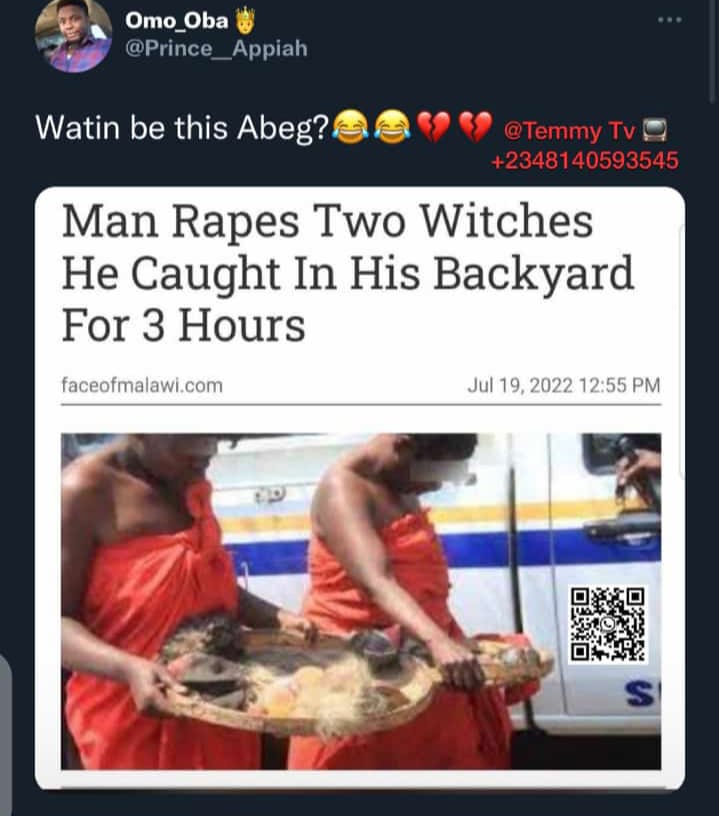 Omo_Oba 🤴
@Prince__Appiah
Watin be this Abeg?😂😂💔💔 @Temmy Tv 📺
+2348140593545
Man Rapes Two Witches
He Caught In His Backyard
For 3 Hours
faceofmalawi.com Jul 19, 2022 12:55 PM
S